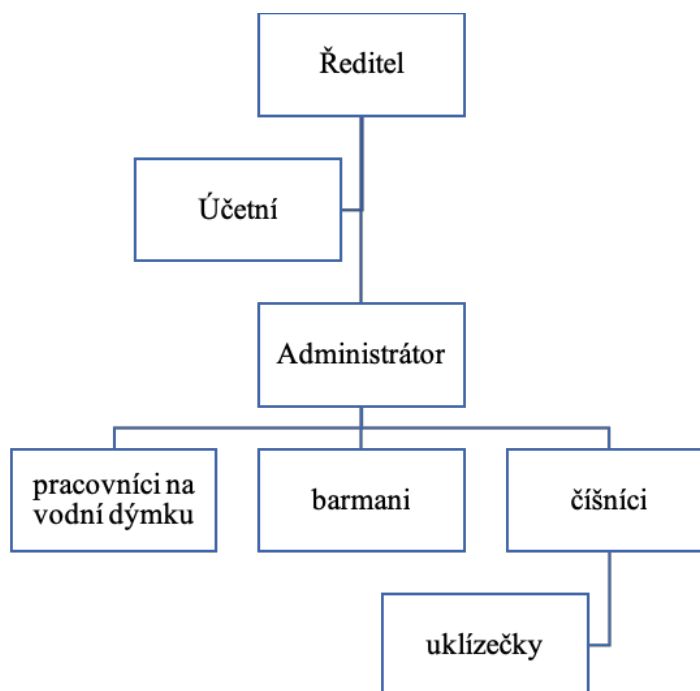 Ředitel
Účetní
Administrátor
pracovníci na
vodní dýmku
barmani
číšníci
uklízečky